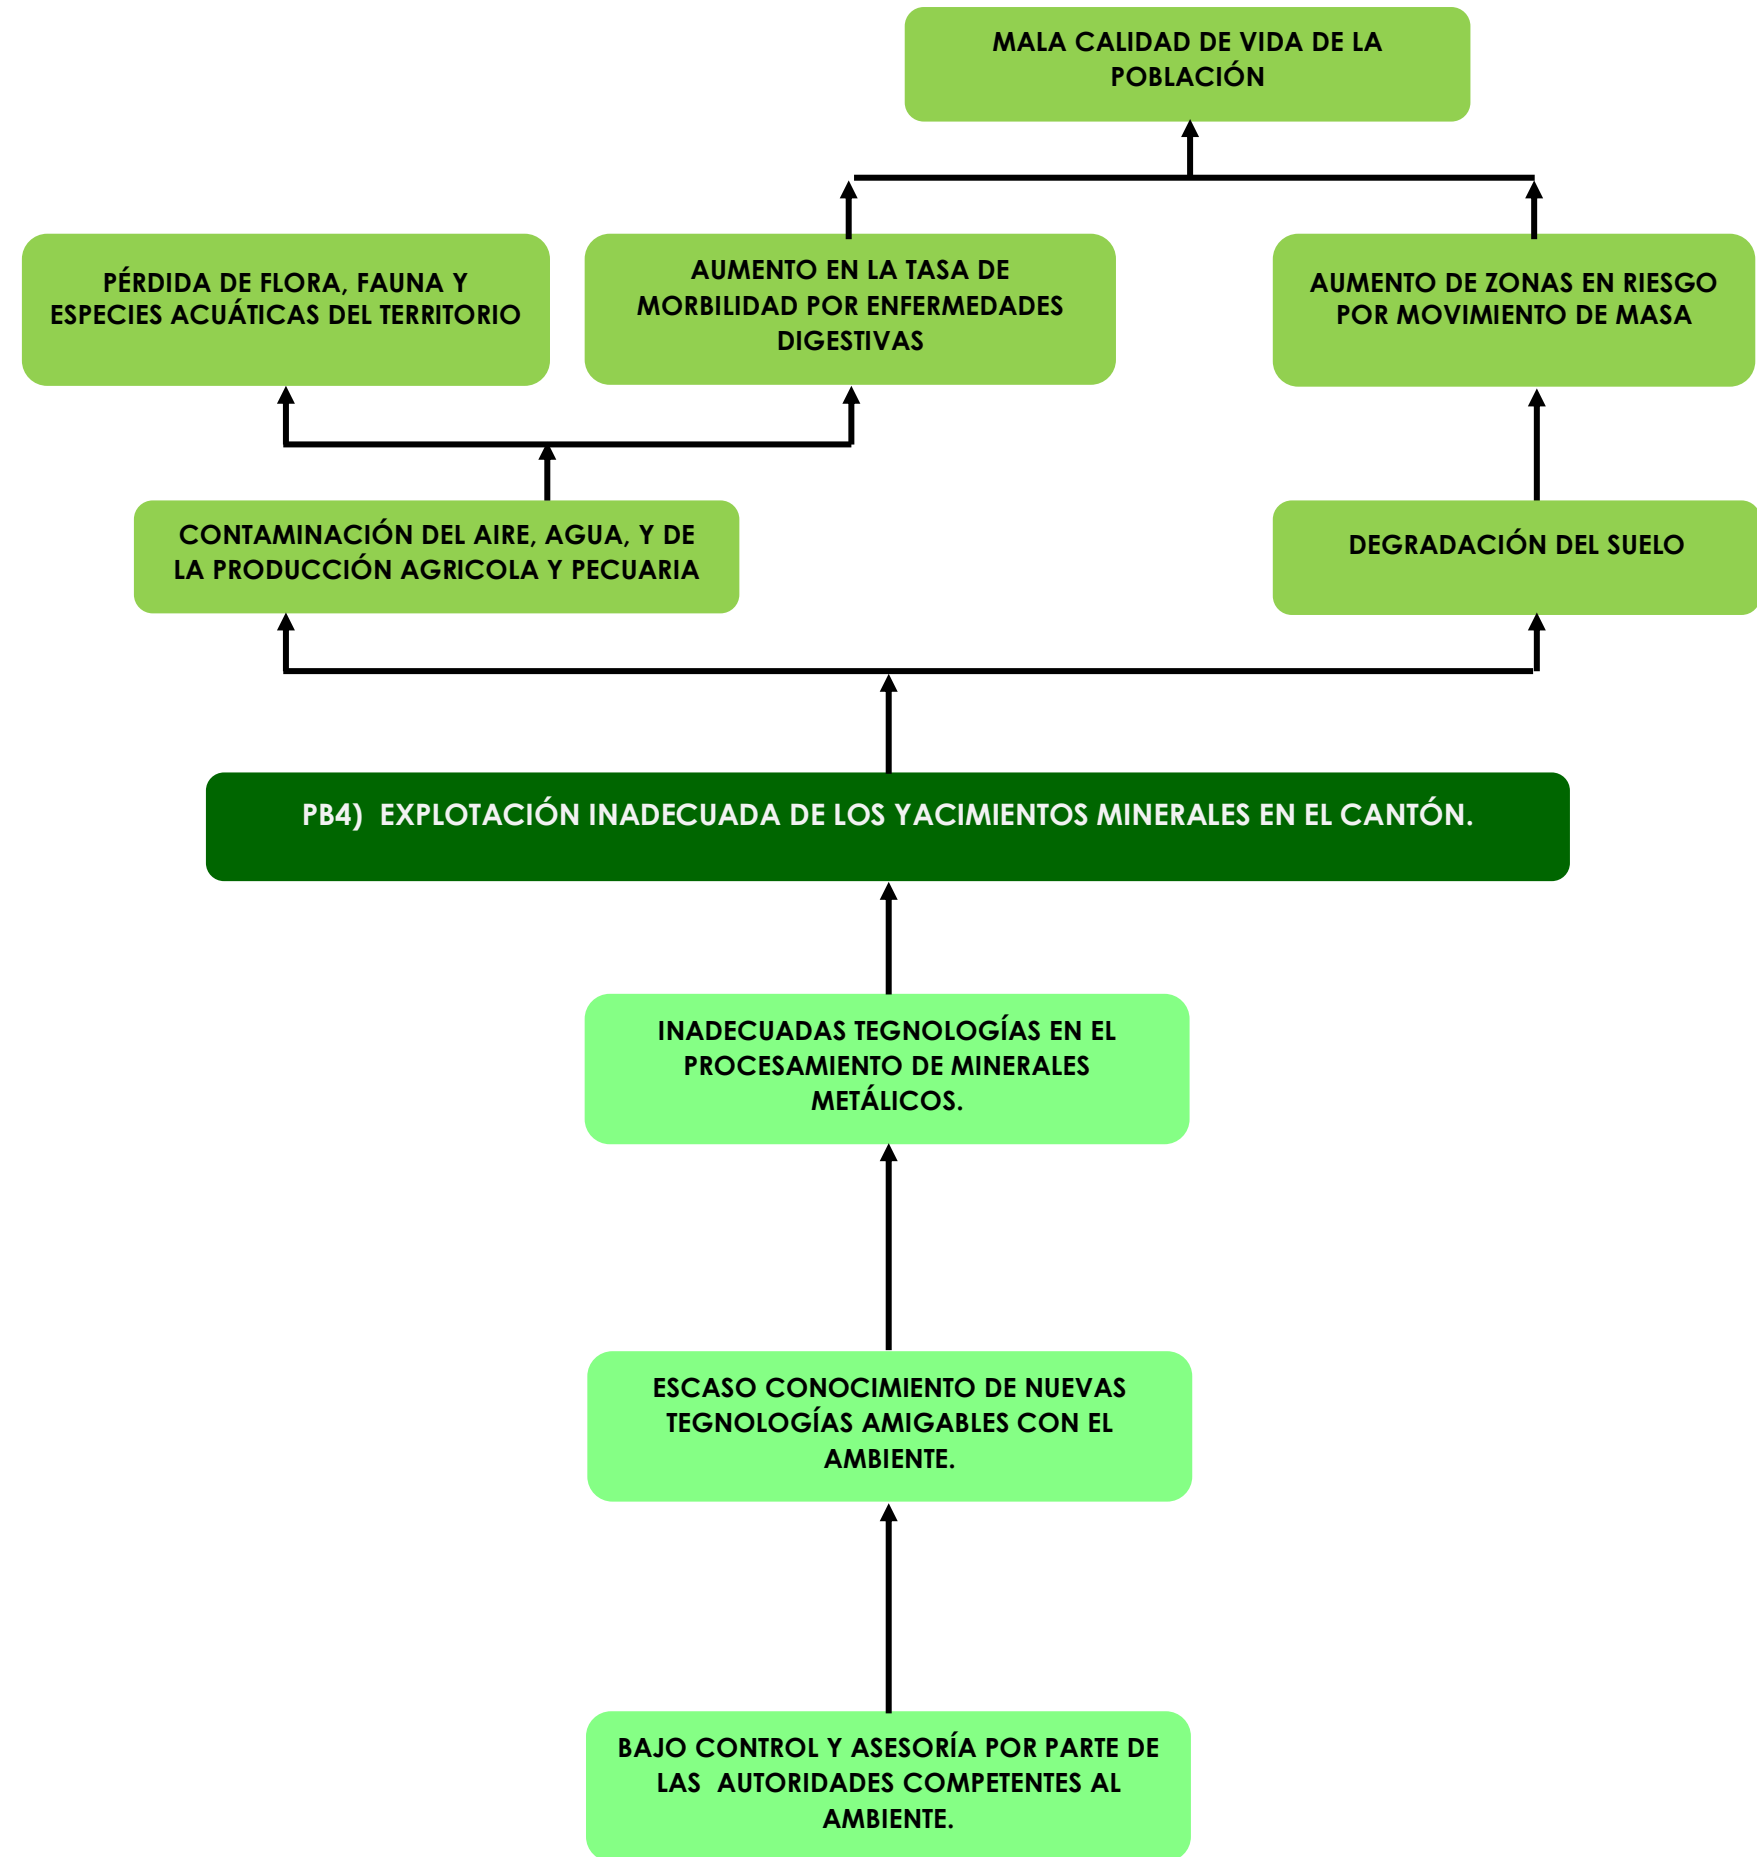 MALA CALIDAD DE VIDA DE LA
POBLACIÓN
PÉRDIDA DE FLORA, FAUNA Y
ESPECIES ACUÁTICAS DEL TERRITORIO
AUMENTO EN LA TASA DE
MORBILIDAD POR ENFERMEDADES
DIGESTIVAS
AUMENTO DE ZONAS EN RIESGO
POR MOVIMIENTO DE MASA
CONTAMINACIÓN DEL AIRE, AGUA, Y DE
LA PRODUCCIÓN AGRICOLA Y PECUARIA
DEGRADACIÓN DEL SUELO
PB4) EXPLOTACIÓN INADECUADA DE LOS YACIMIENTOS MINERALES EN EL CANTÓN.
INADECUADAS TEGNOLOGÍAS EN EL
PROCESAMIENTO DE MINERALES
METÁLICOS.
ESCASO CONOCIMIENTO DE NUEVAS
TEGNOLOGÍAS AMIGABLES CON EL
AMBIENTE.
BAJO CONTROL Y ASESORÍA POR PARTE DE
LAS AUTORIDADES COMPETENTES AL
AMBIENTE.